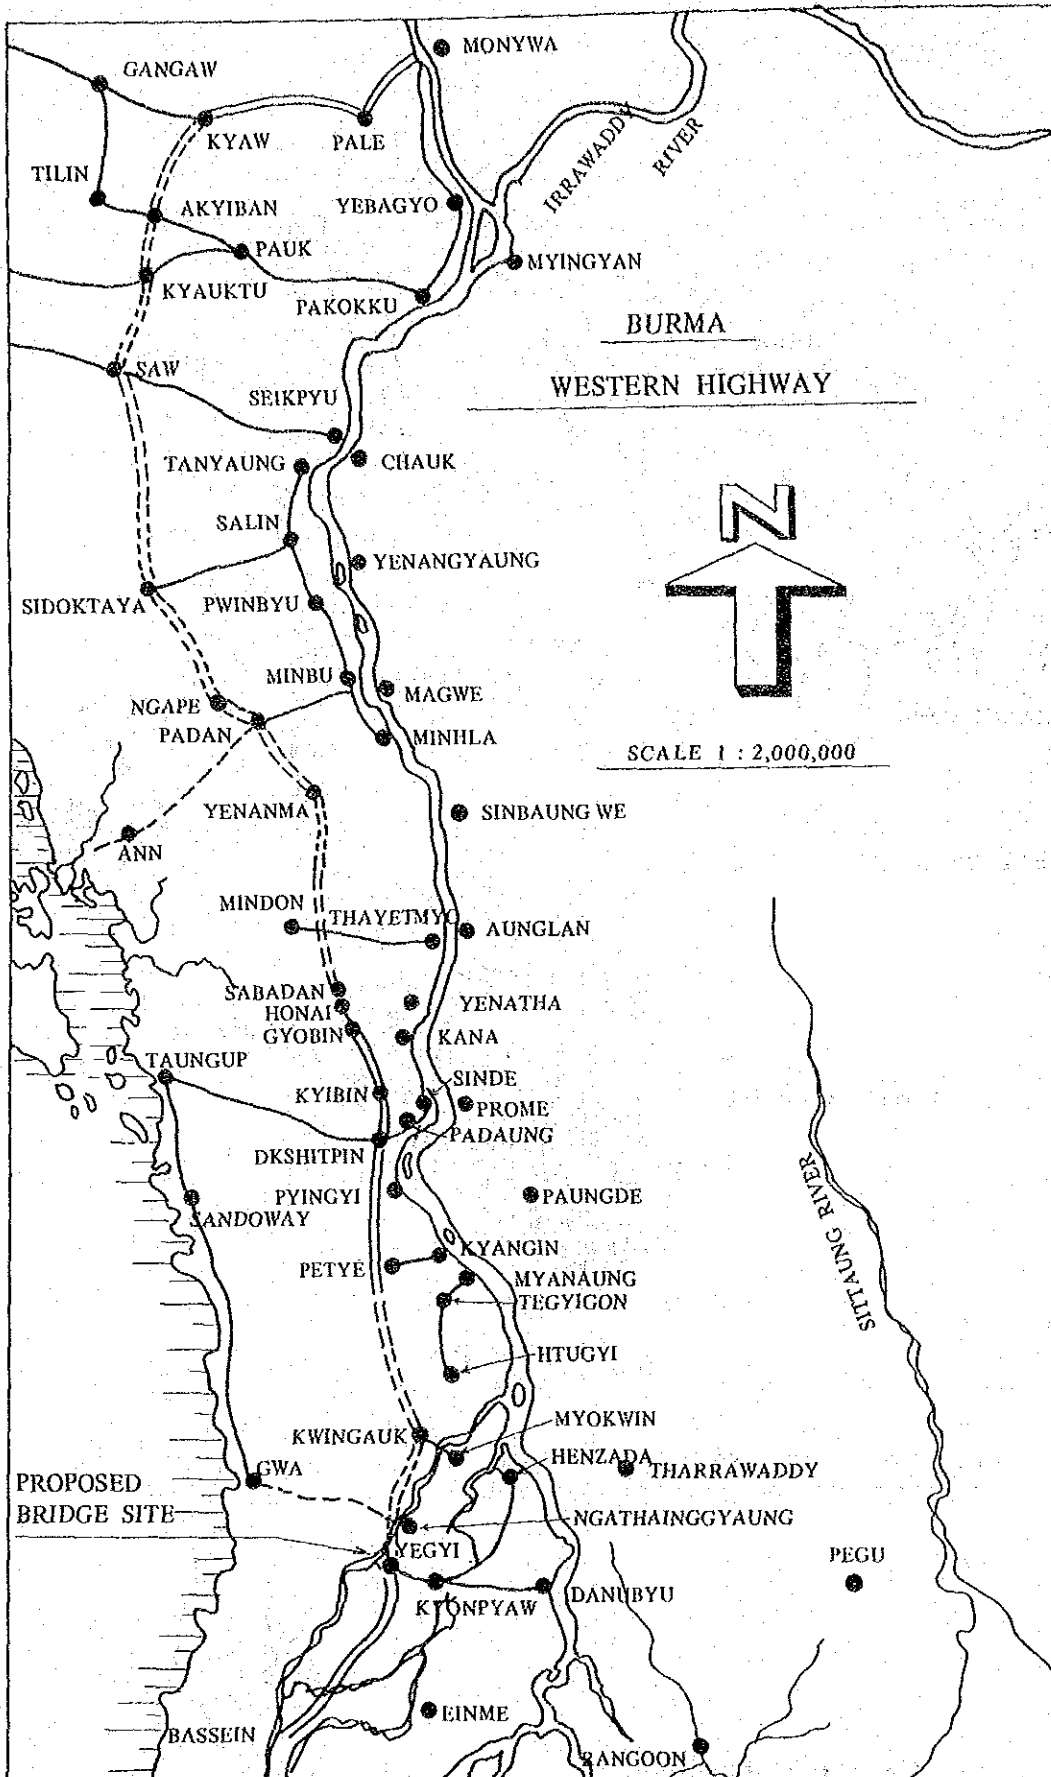 MONYWA
GANGAW
KYAW
PALE
IRRAWADDY
RIVER
TILIN
AKYIBAN
YEBAGYO
PAUK
MYINGYAN
KYAUKTU
PAKOKKU
BURMA
WESTERN HIGHWAY
SAW
SEIKPYU
TANYAUNG
CHAUK
N
SALIN
YENANGYAUNG
SIDOKTAYA
PWINBYU
MINBU
MAGWE
NGAPE
PADAN
MINHLA
SCALE 1 : 2,000,000
YENANMA
SINBAUNG WE
ANN
MINDON
THAYETMYO
AUNGLAN
SABADAN
HONAI
YENATHA
GYOBIN
KANA
TAUNGUP
SINDE
KYIBIN
PROME
PADAUNG
DKSHITPIN
PYINGYI
PAUNGDE
SANDOWAY
SITTAUNG RIVER
KYANGIN
PETYE
MYANAUNG
TEGYIGON
HTUGYI
MYOKWIN
KWINGAUK
HENZADA
THARRAWADDY
GWA
PROPOSED
BRIDGE SITE
NGATHAINGGYAUNG
YEGYI
PEGU
KYONPYAW
DANUBYU
EINME
BASSEIN
RANGOON